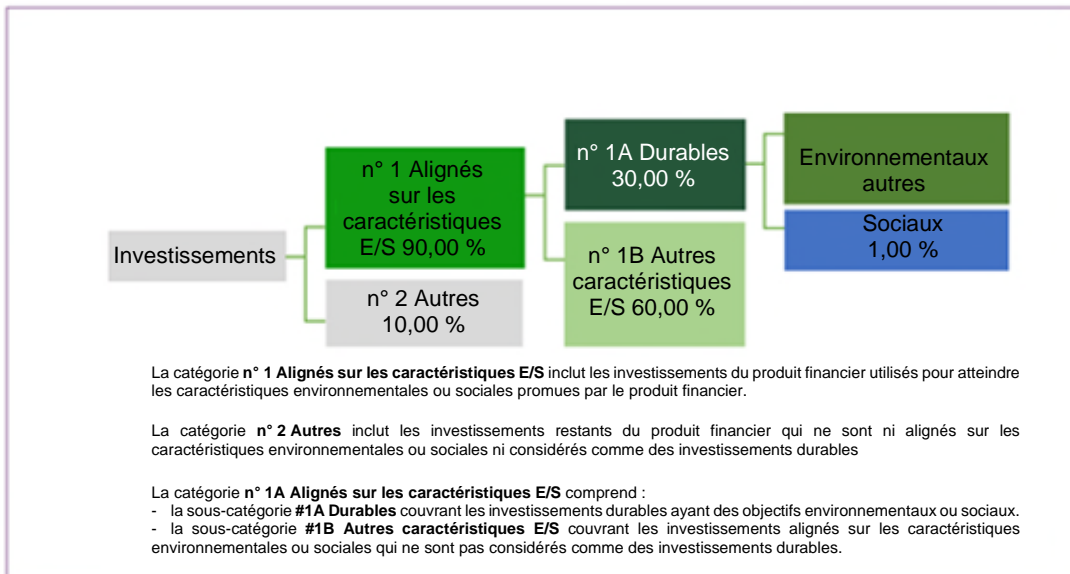 Investissements
n° 1 Alignés
sur les
caractéristiques
E/S 90,00 %
n° 2 Autres
10,00 %
n° 1A Durables
30,00 %
n° 1B Autres
caractéristiques
E/S 60,00 %
Environnementaux
autres
Sociaux
1,00 %
La catégorie n° 1 Alignés sur les caractéristiques E/S inclut les investissements du produit financier utilisés pour atteindre
les caractéristiques environnementales ou sociales promues par le produit financier.
La catégorie n° 2 Autres inclut les investissements restants du produit financier qui ne sont ni alignés sur les
caractéristiques environnementales ou sociales ni considérés comme des investissements durables
La catégorie n° 1A Alignés sur les caractéristiques E/S comprend :
- la sous-catégorie #1A Durables couvrant les investissements durables ayant des objectifs environnementaux ou sociaux.
- la sous-catégorie #1B Autres caractéristiques E/S couvrant les investissements alignés sur les caractéristiques
environnementales ou sociales qui ne sont pas considérés comme des investissements durables.